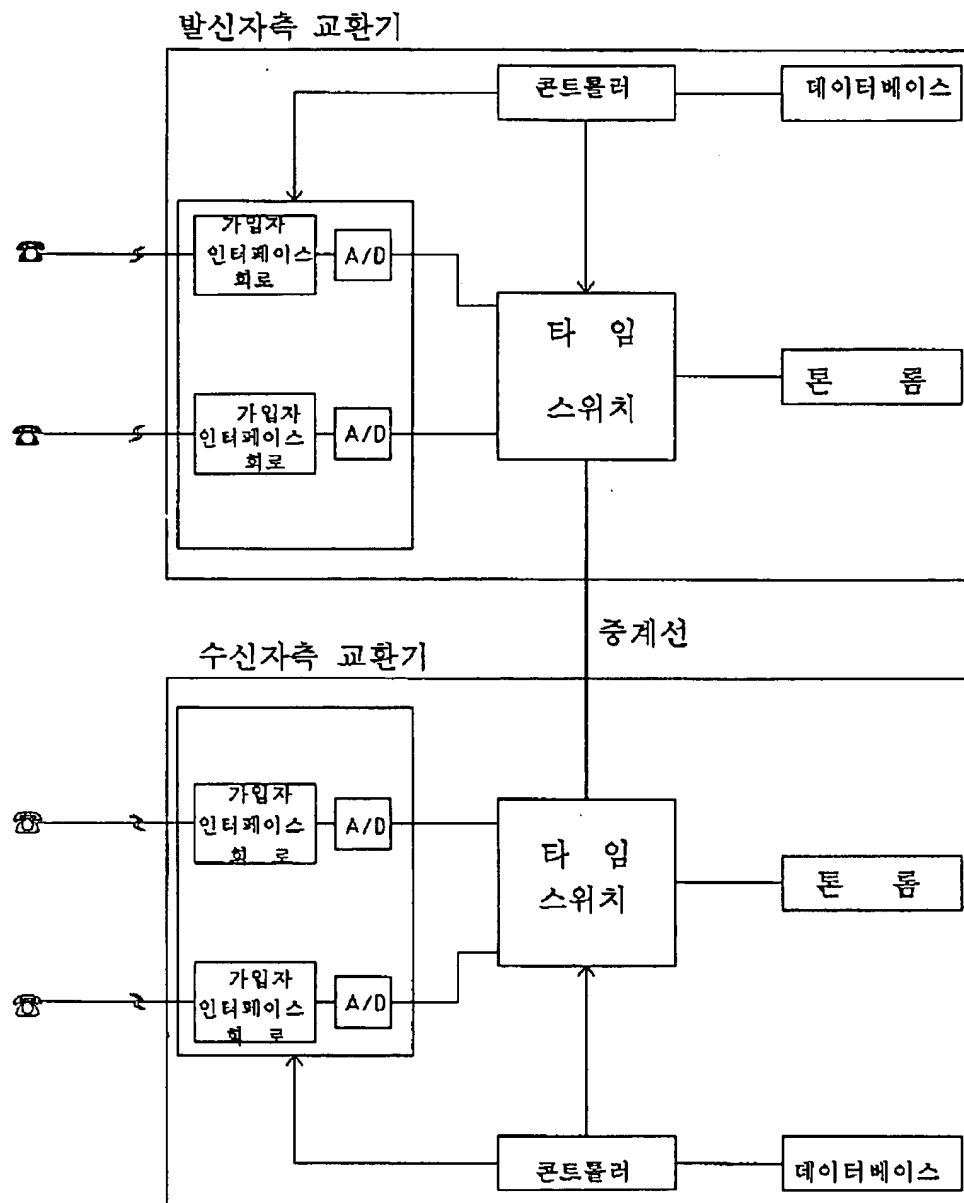 발신자측 교환기
콘트롤러
데이터베이스
가입자
인터페이스
회로
A/D
타 임
스위치
톤 롬
가입자
인터페이스
회로
A/D
중계선
수신자측 교환기
가입자
인터페이스
회 로
A/D
타 임
스위치
톤 롬
가입자
인터페이스
회 로
A/D
콘트롤러
데이터베이스